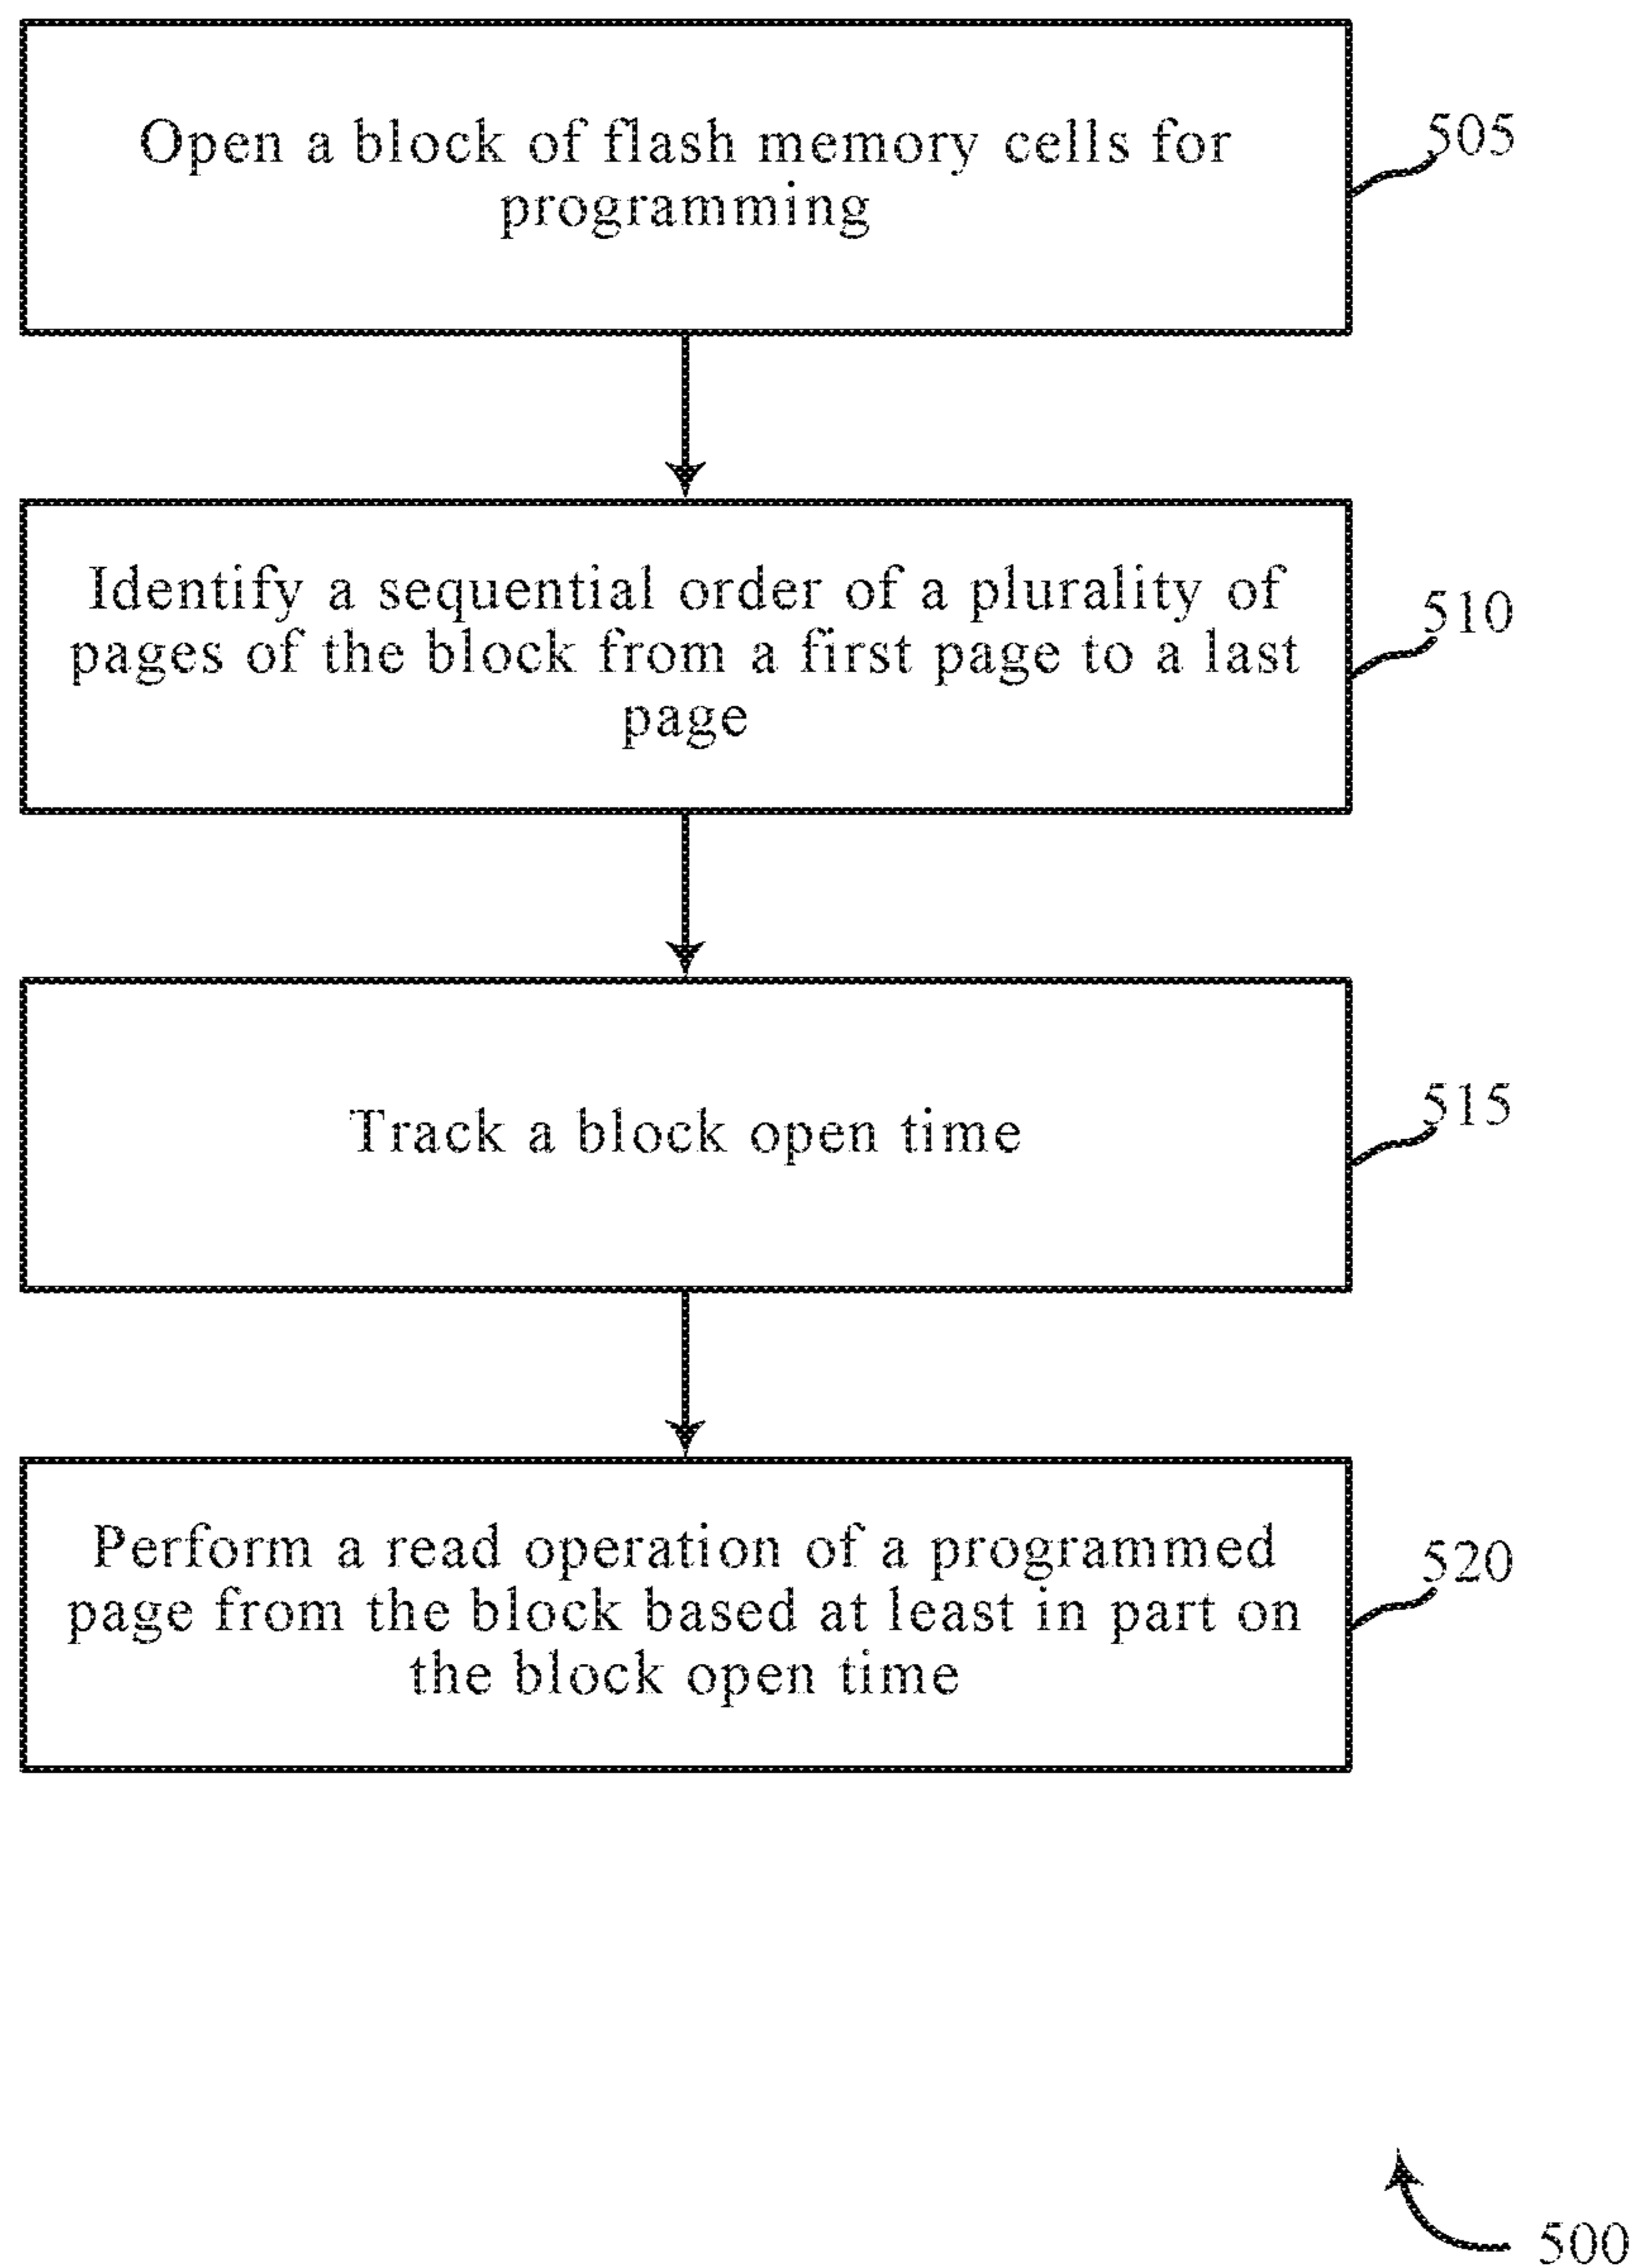 Open a block of flash memory cells for
programming
505
Identify a sequential order of a plurality of
pages of the block from a first page to a last
page
510
Track a block open time
515
Perform a read operation of a programmed
page from the block based at least in part on
the block open time
520
500